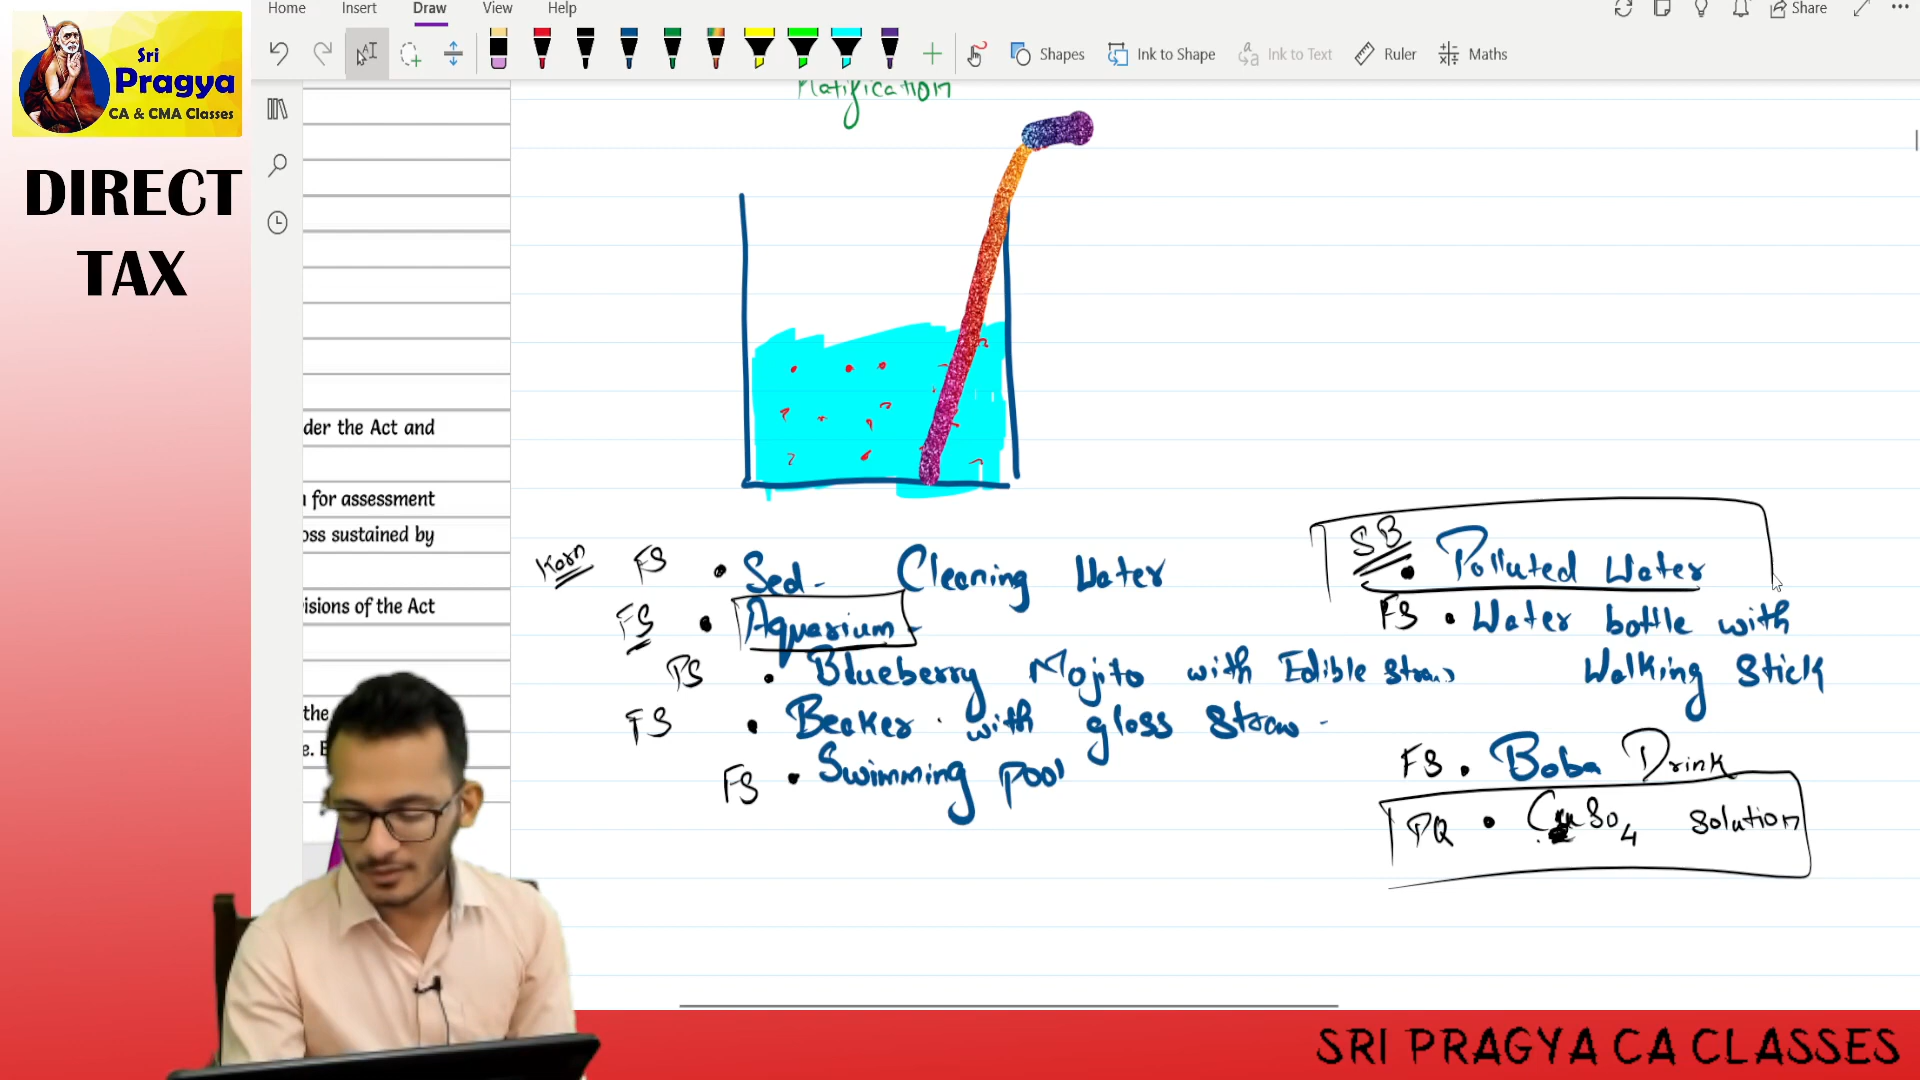 Home Insert Draw View Help
Share
Shapes Ink to Shape Ink to Text Ruler Maths
Sri
Pragya
CA & CMA Classes
DIRECT
TAX
der the Act and
for assessment
oss sustained by
isions of the Act
the
e. E
FS • Sed - Cleaning Water
FS • Aquarium -
PS • Blueberry Mojito with Edible straw
FS • Beaker with glass straw -
FS • Swimming pool
SB
• Polluted Water
FS • Water bottle with
Walking stick
FS • Boba Drink
PQ • CuSo4 solution
SRI PRAGYA CA CLASSES